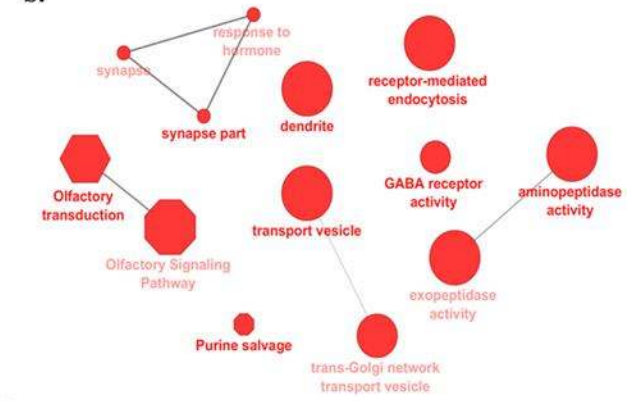 response to
hormone
synapse
synapse part
dendrite
receptor-mediated
endocytosis
Olfactory
transduction
GABA receptor
activity
aminopeptidase
activity
transport vesicle
Olfactory Signaling
Pathway
exopeptidase
activity
Purine salvage
trans-Golgi network
transport vesicle